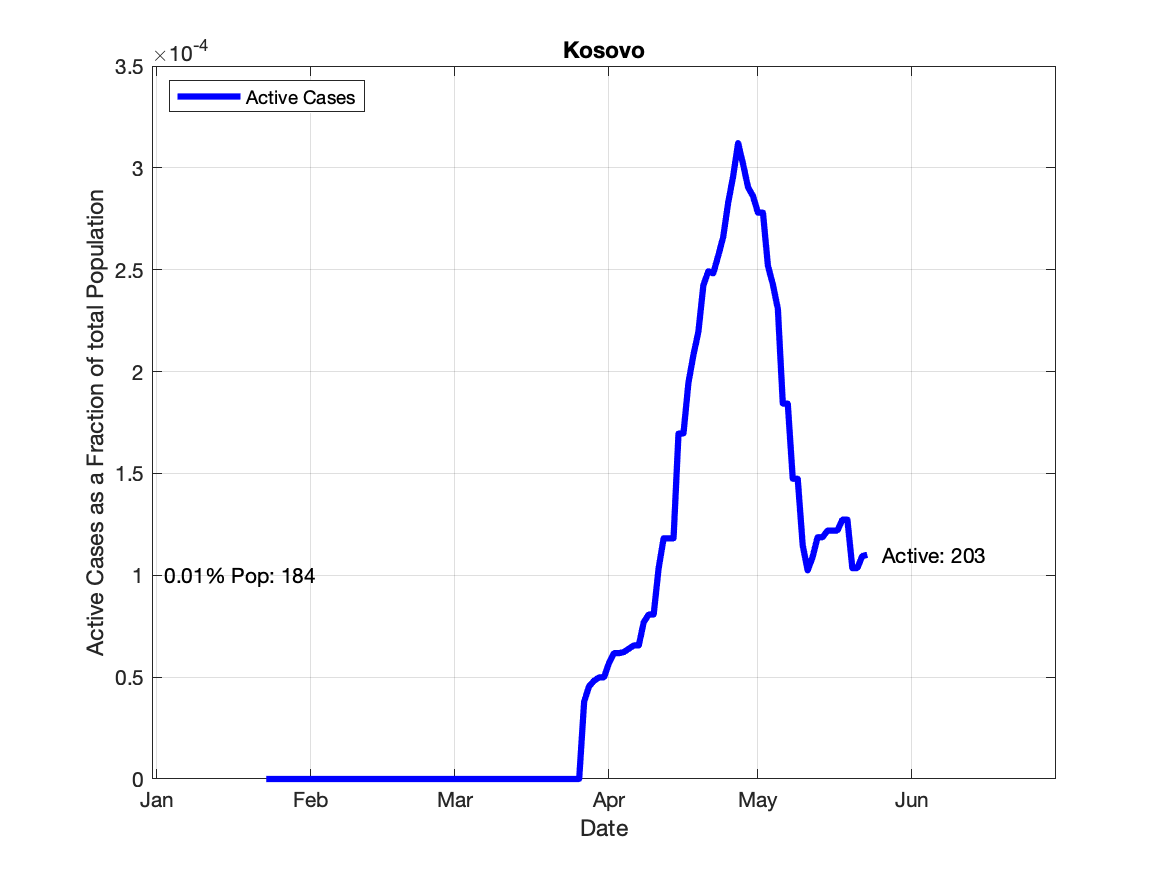 Kosovo
×10-4
Active Cases
3.5
3
2.5
2
1.5
1
0.5
0
Active Cases as a Fraction of total Population
0.01% Pop: 184
Active: 203
Jan
Feb
Mar
Apr
May
Jun
Date